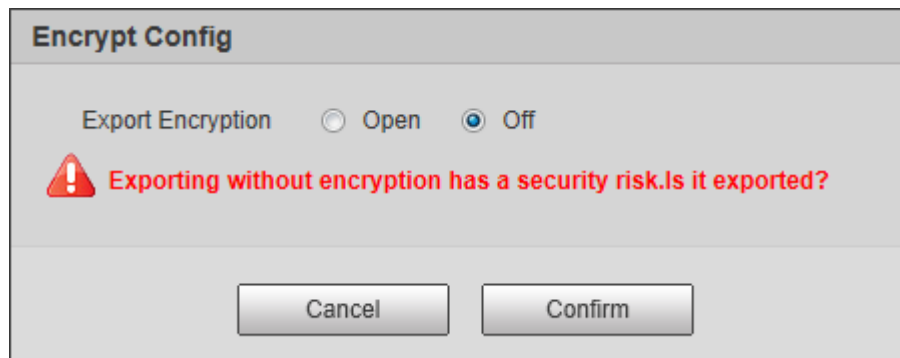 Encrypt Config
Export Encryption Open Off
Exporting without encryption has a security risk.Is it exported?
Cancel Confirm